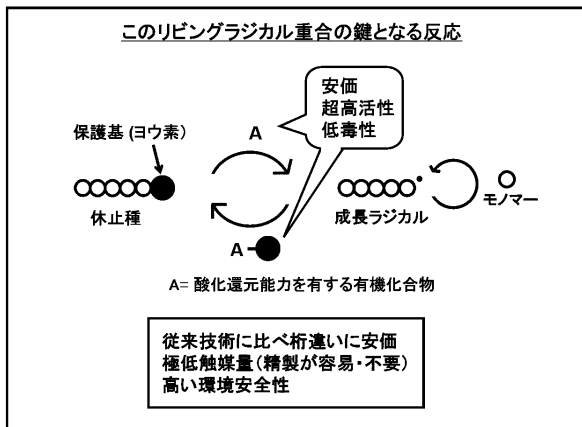 このリビングラジカル重合の鍵となる反応
安価
超高活性
低毒性
保護基 (ヨウ素)
A
休止種
成長ラジカル
モノマー
A
A= 酸化還元能力を有する有機化合物
従来技術に比べ桁違いに安価
極低触媒量(精製が容易・不要)
高い環境安全性